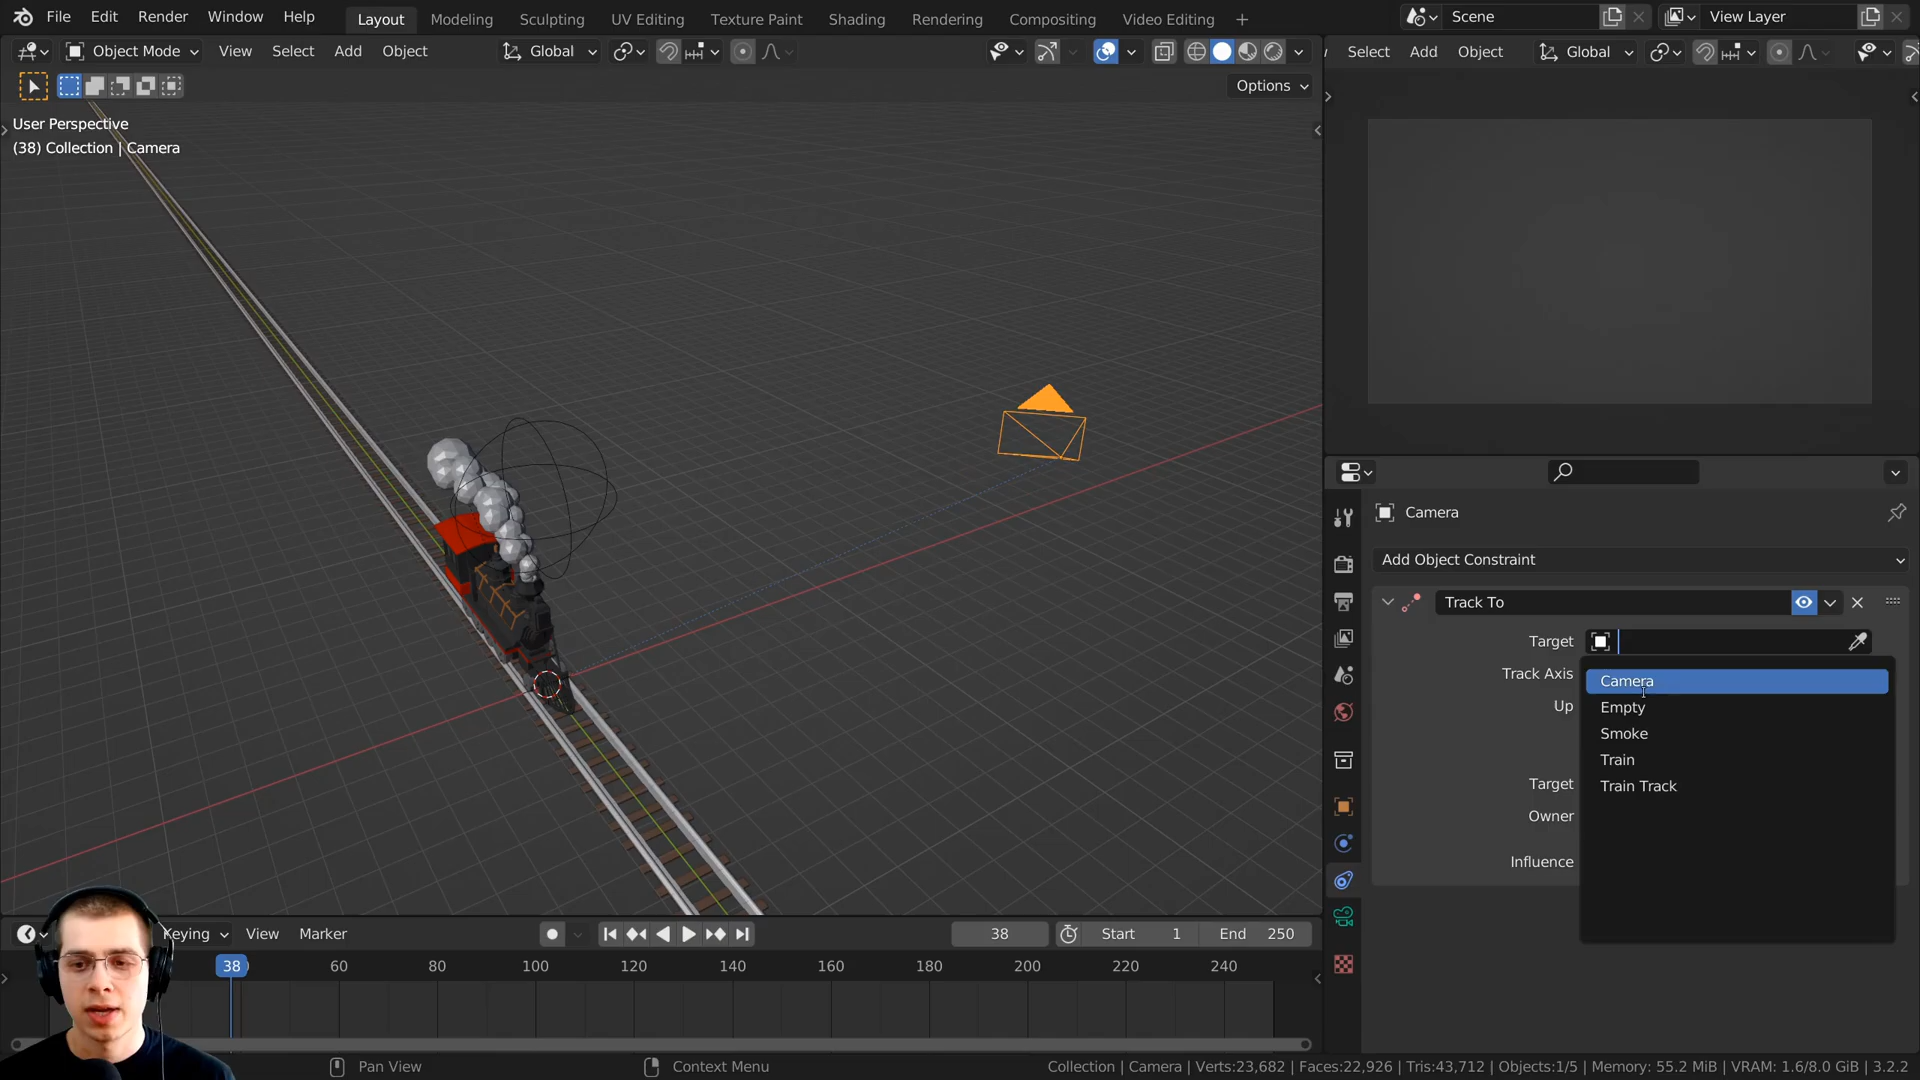 File Edit Render Window Help Layout Modeling Sculpting UV Editing Texture Paint Shading Rendering Compositing Video Editing + Scene View Layer
Object Mode View Select Add Object Global Select Add Object Global
Options
User Perspective
(38) Collection | Camera
Camera
Add Object Constraint
Track To
Target
Track Axis
Up
Target
Owner
Influence
Camera
Empty
Smoke
Train
Train Track
Keying View Marker 38 Start 1 End 250
38 60 80 100 120 140 160 180 200 220 240
Pan View Context Menu Collection | Camera | Verts:23,682 | Faces:22,926 | Tris:43,712 | Objects:1/5 | Memory: 55.2 MiB | VRAM: 1.6/8.0 GiB | 3.2.2